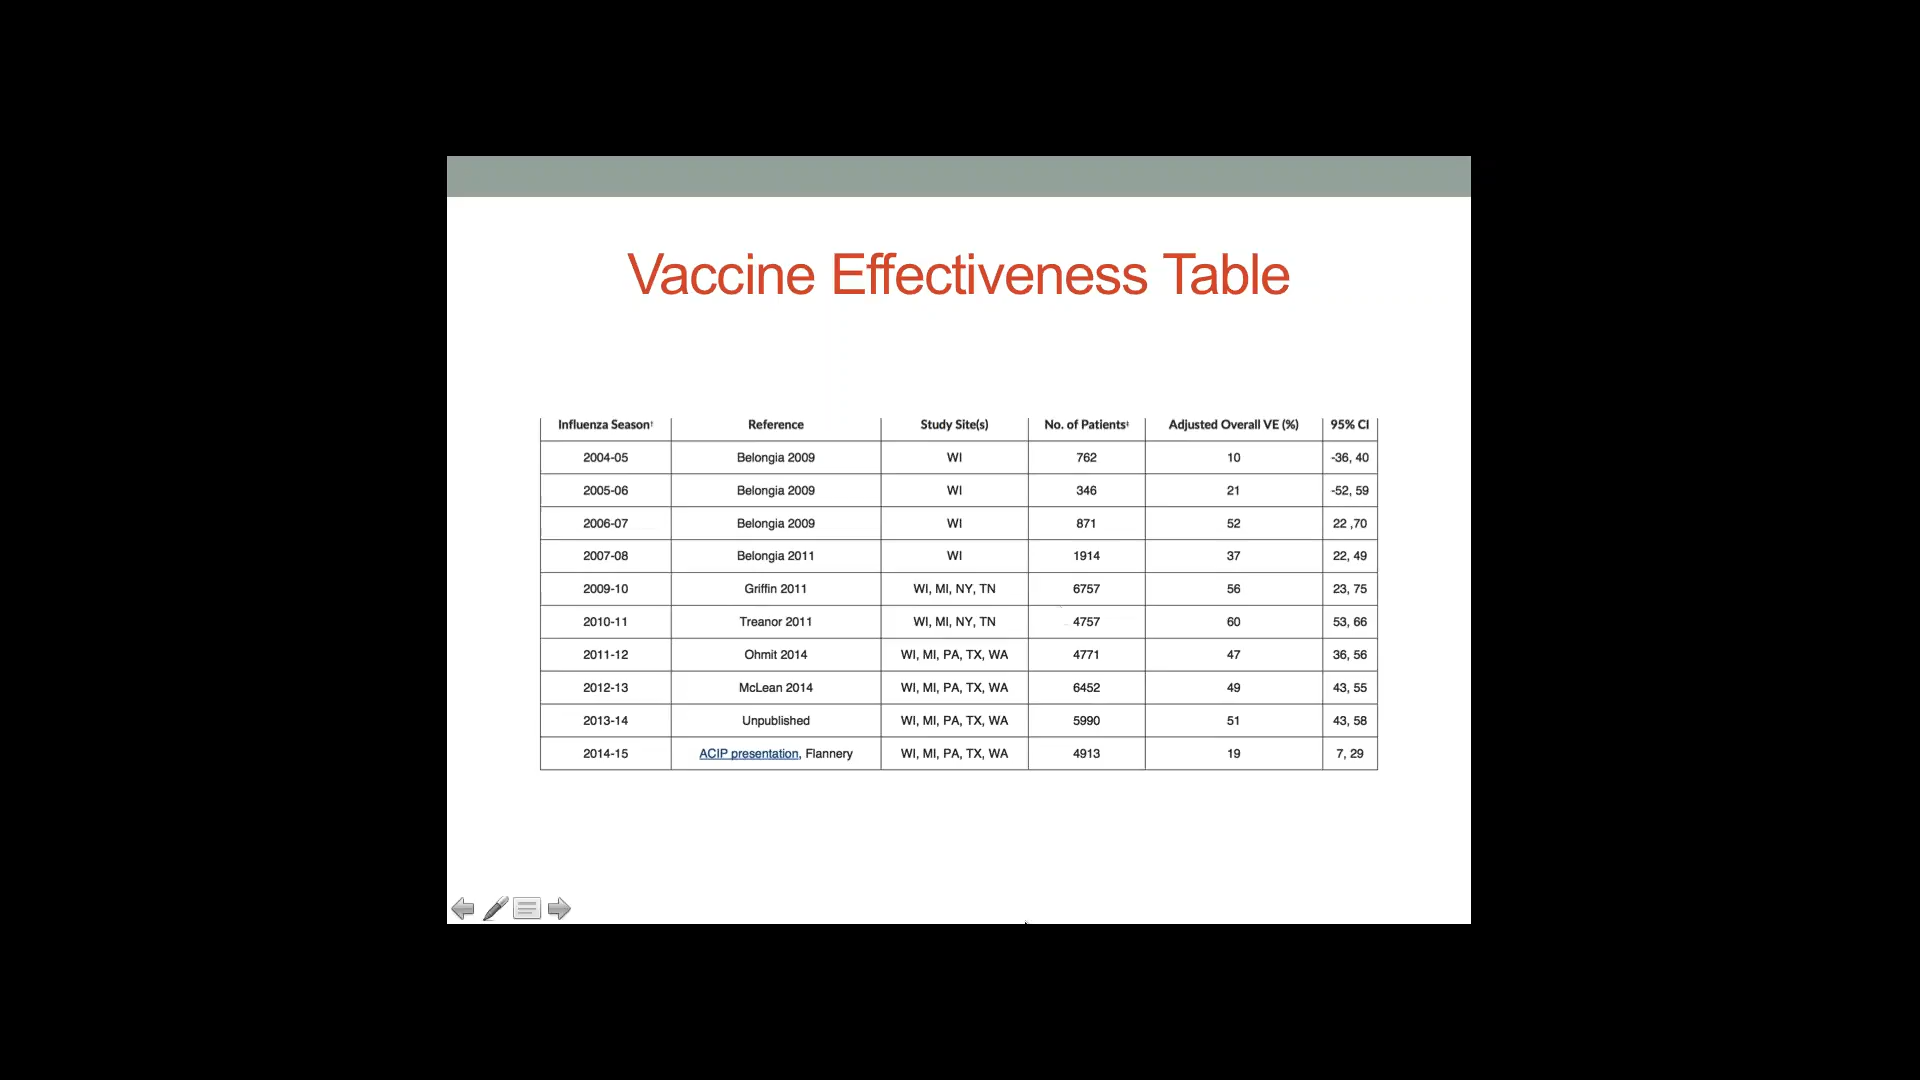 Vaccine Effectiveness Table
Influenza Season† Reference Study Site(s) No. of Patients‡ Adjusted Overall VE (%) 95% CI
2004-05 Belongia 2009 WI 762 10 -36, 40
2005-06 Belongia 2009 WI 346 21 -52, 59
2006-07 Belongia 2009 WI 871 52 22 ,70
2007-08 Belongia 2011 WI 1914 37 22, 49
2009-10 Griffin 2011 WI, MI, NY, TN 6757 56 23, 75
2010-11 Treanor 2011 WI, MI, NY, TN 4757 60 53, 66
2011-12 Ohmit 2014 WI, MI, PA, TX, WA 4771 47 36, 56
2012-13 McLean 2014 WI, MI, PA, TX, WA 6452 49 43, 55
2013-14 Unpublished WI, MI, PA, TX, WA 5990 51 43, 58
2014-15 ACIP presentation, Flannery WI, MI, PA, TX, WA 4913 19 7, 29